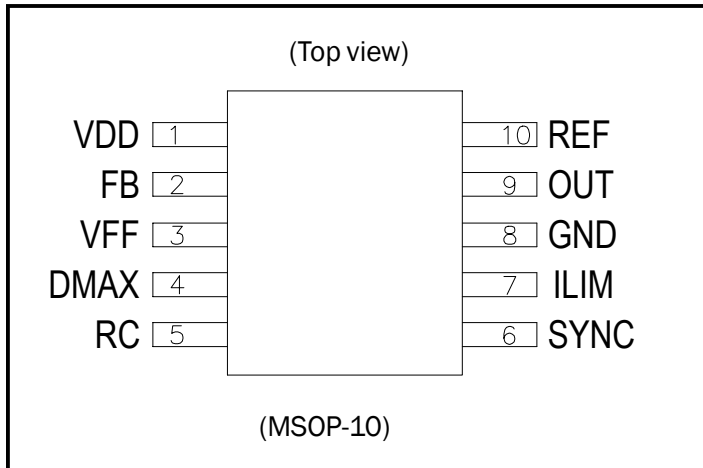 (Top view)
VDD 1 10 REF
FB 2 9 OUT
VFF 3 8 GND
DMAX 4 7 ILIM
RC 5 6 SYNC
(MSOP-10)